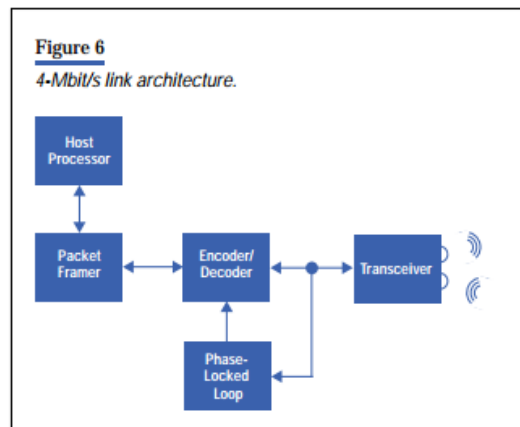 Figure 6
4-Mbit/s link architecture.
Host
Processor
Packet
Framer
Encoder/
Decoder
Transceiver
Phase-
Locked
Loop